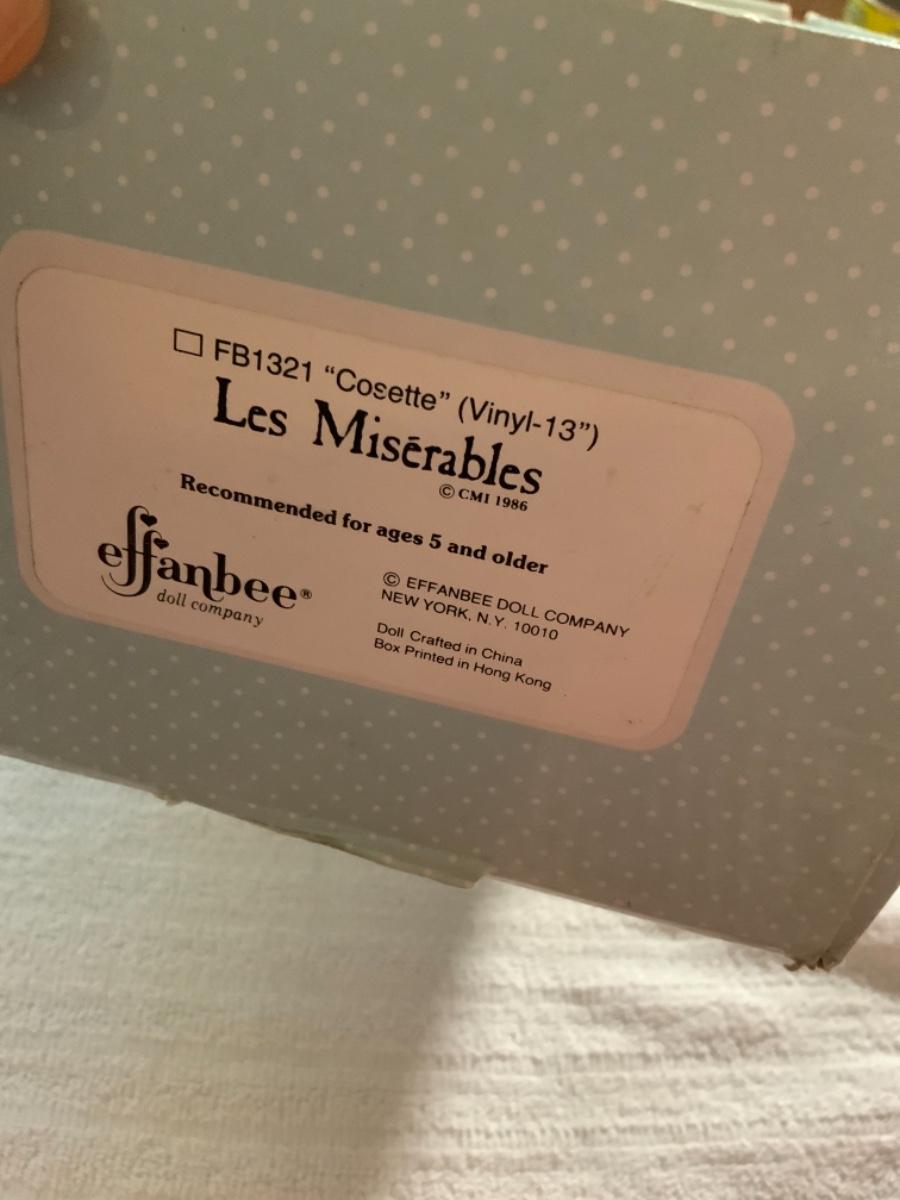 ☐ FB1321 “Cosette” (Vinyl-13”)
Les Misérables
© CMI 1986
Recommended for ages 5 and older
effanbee®
doll company
© EFFANBEE DOLL COMPANY
NEW YORK, N.Y. 10010
Doll Crafted in China
Box Printed in Hong Kong